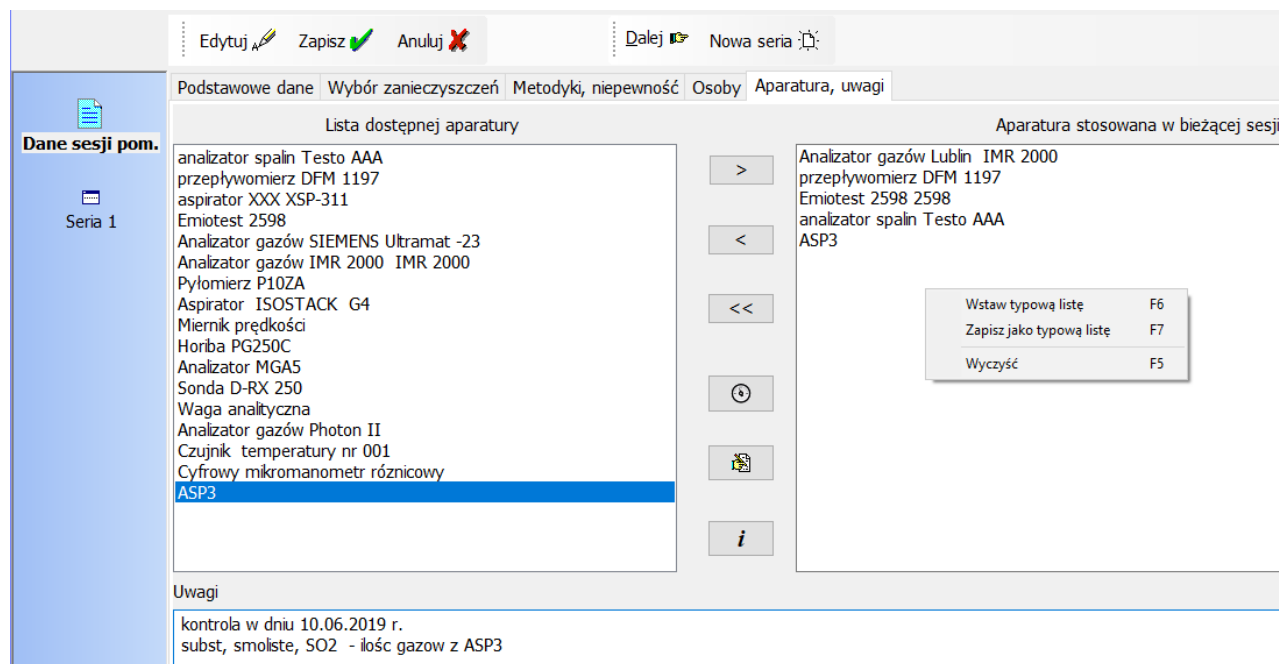 Edytuj Zapisz Anuluj Dalej Nowa seria
Podstawowe dane Wybór zanieczyszczeń Metodyki, niepewność Osoby Aparatura, uwagi
Dane sesji pom.
Seria 1
Lista dostępnej aparatury
analizator spalin Testo AAA
przepływomierz DFM 1197
aspirator XXX XSP-311
Emiotest 2598
Analizator gazów SIEMENS Ultramat -23
Analizator gazów IMR 2000 IMR 2000
Pyłomierz P10ZA
Aspirator ISOSTACK G4
Miernik prędkości
Horiba PG250C
Analizator MGA5
Sonda D-RX 250
Waga analityczna
Analizator gazów Photon II
Czujnik temperatury nr 001
Cyfrowy mikromanometr róznicowy
ASP3
>
<
<<
i
Aparatura stosowana w bieżącej sesji
Analizator gazów Lublin IMR 2000
przepływomierz DFM 1197
Emiotest 2598 2598
analizator spalin Testo AAA
ASP3
Wstaw typową listę F6
Zapisz jako typową listę F7
Wyczyść F5
Uwagi
kontrola w dniu 10.06.2019 r.
subst, smoliste, SO2 - ilośc gazow z ASP3